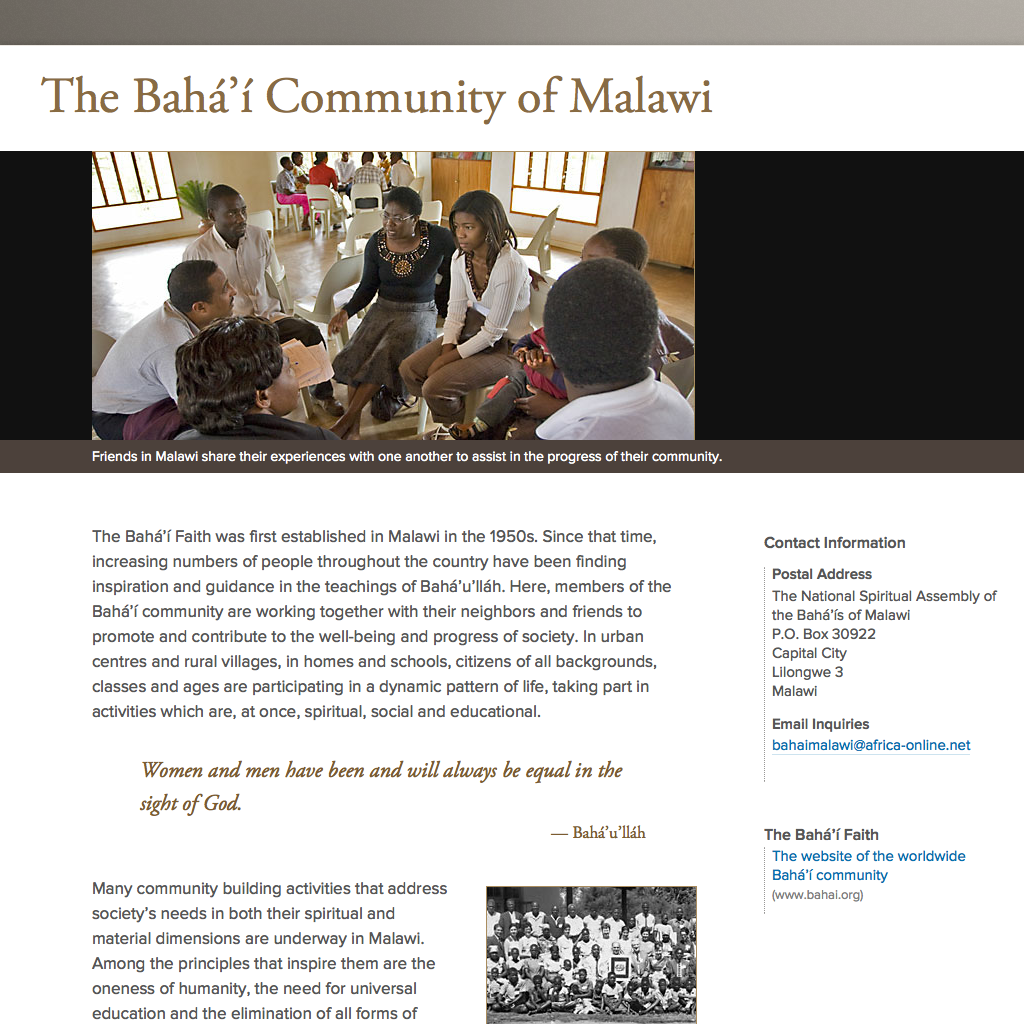 The Bahá’í Community of Malawi
Friends in Malawi share their experiences with one another to assist in the progress of their community.
The Bahá’í Faith was first established in Malawi in the 1950s. Since that time,
increasing numbers of people throughout the country have been finding
inspiration and guidance in the teachings of Bahá’u’lláh. Here, members of the
Bahá’í community are working together with their neighbors and friends to
promote and contribute to the well-being and progress of society. In urban
centres and rural villages, in homes and schools, citizens of all backgrounds,
classes and ages are participating in a dynamic pattern of life, taking part in
activities which are, at once, spiritual, social and educational.
Women and men have been and will always be equal in the
sight of God.
— Bahá’u’lláh
Many community building activities that address
society’s needs in both their spiritual and
material dimensions are underway in Malawi.
Among the principles that inspire them are the
oneness of humanity, the need for universal
education and the elimination of all forms of
Contact Information
Postal Address
The National Spiritual Assembly of
the Bahá’ís of Malawi
P.O. Box 30922
Capital City
Lilongwe 3
Malawi
Email Inquiries
bahaimalawi@africa-online.net
The Bahá’í Faith
The website of the worldwide
Bahá’í community
(www.bahai.org)